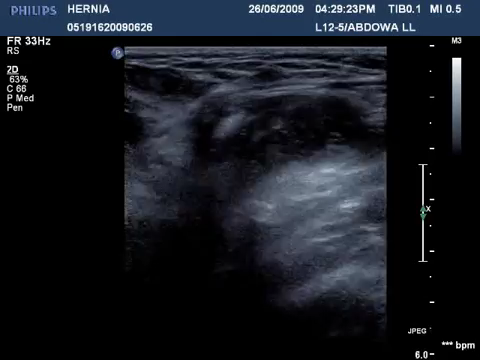 PHILIPS HERNIA 26/06/2009 04:29:23PM TIB0.1 MI 0.5
05191620090626 L12-5/ABDOWA LL
FR 33Hz
RS
M3
P
2D
63%
C 66
P Med
Pen
X
JPEG
*** bpm
6.0